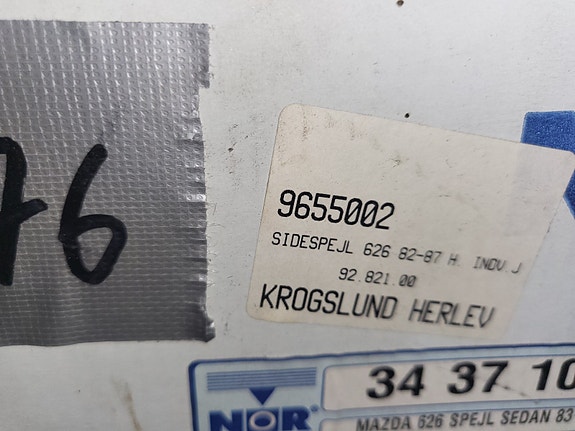 76
9655002
SIDESPEJL 626 82-87 H. INDV.J
92.821.00
KROGSLUND HERLEV
34 37 10
NOR
MAZDA 626 SPEJL SEDAN 83